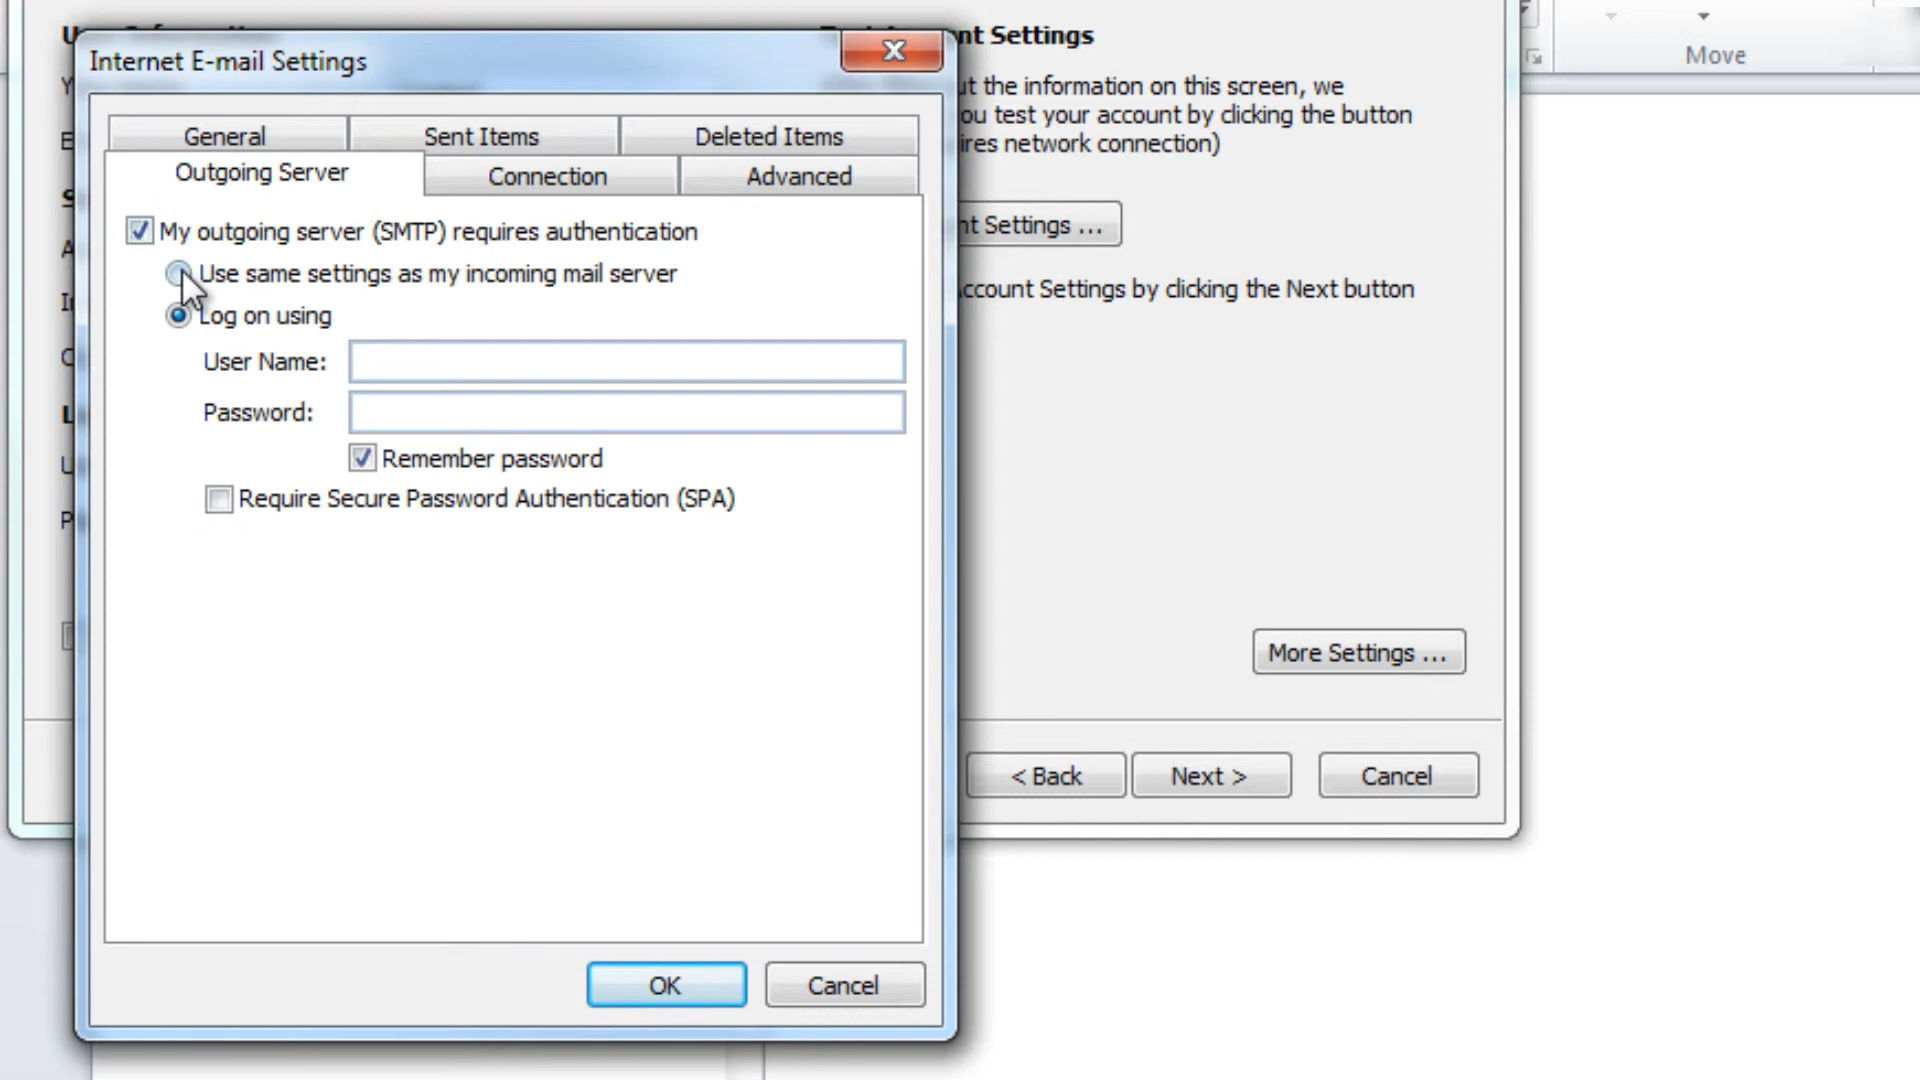 Internet E-mail Settings
General
Sent Items
Deleted Items
Outgoing Server
Connection
Advanced
My outgoing server (SMTP) requires authentication
Use same settings as my incoming mail server
Log on using
User Name:
Password:
Remember password
Require Secure Password Authentication (SPA)
OK
Cancel
nt Settings
ut the information on this screen, we
ou test your account by clicking the button
ires network connection)
nt Settings ...
Account Settings by clicking the Next button
More Settings ...
< Back
Next >
Cancel
Move